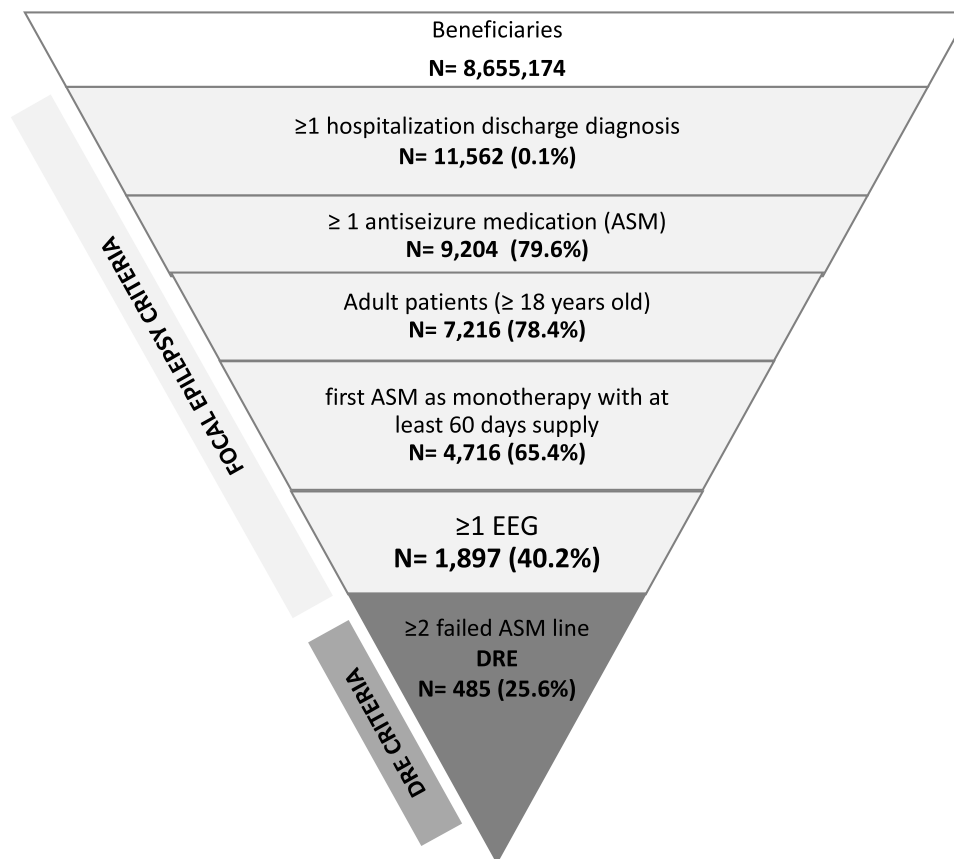 Beneficiaries
N= 8,655,174
≥1 hospitalization discharge diagnosis
N= 11,562 (0.1%)
≥ 1 antiseizure medication (ASM)
N= 9,204 (79.6%)
Adult patients (≥ 18 years old)
N= 7,216 (78.4%)
first ASM as monotherapy with at
least 60 days supply
N= 4,716 (65.4%)
≥1 EEG
N= 1,897 (40.2%)
FOCAL EPILEPSY CRITERIA
≥2 failed ASM line
DRE
N= 485 (25.6%)
DRE CRITERIA